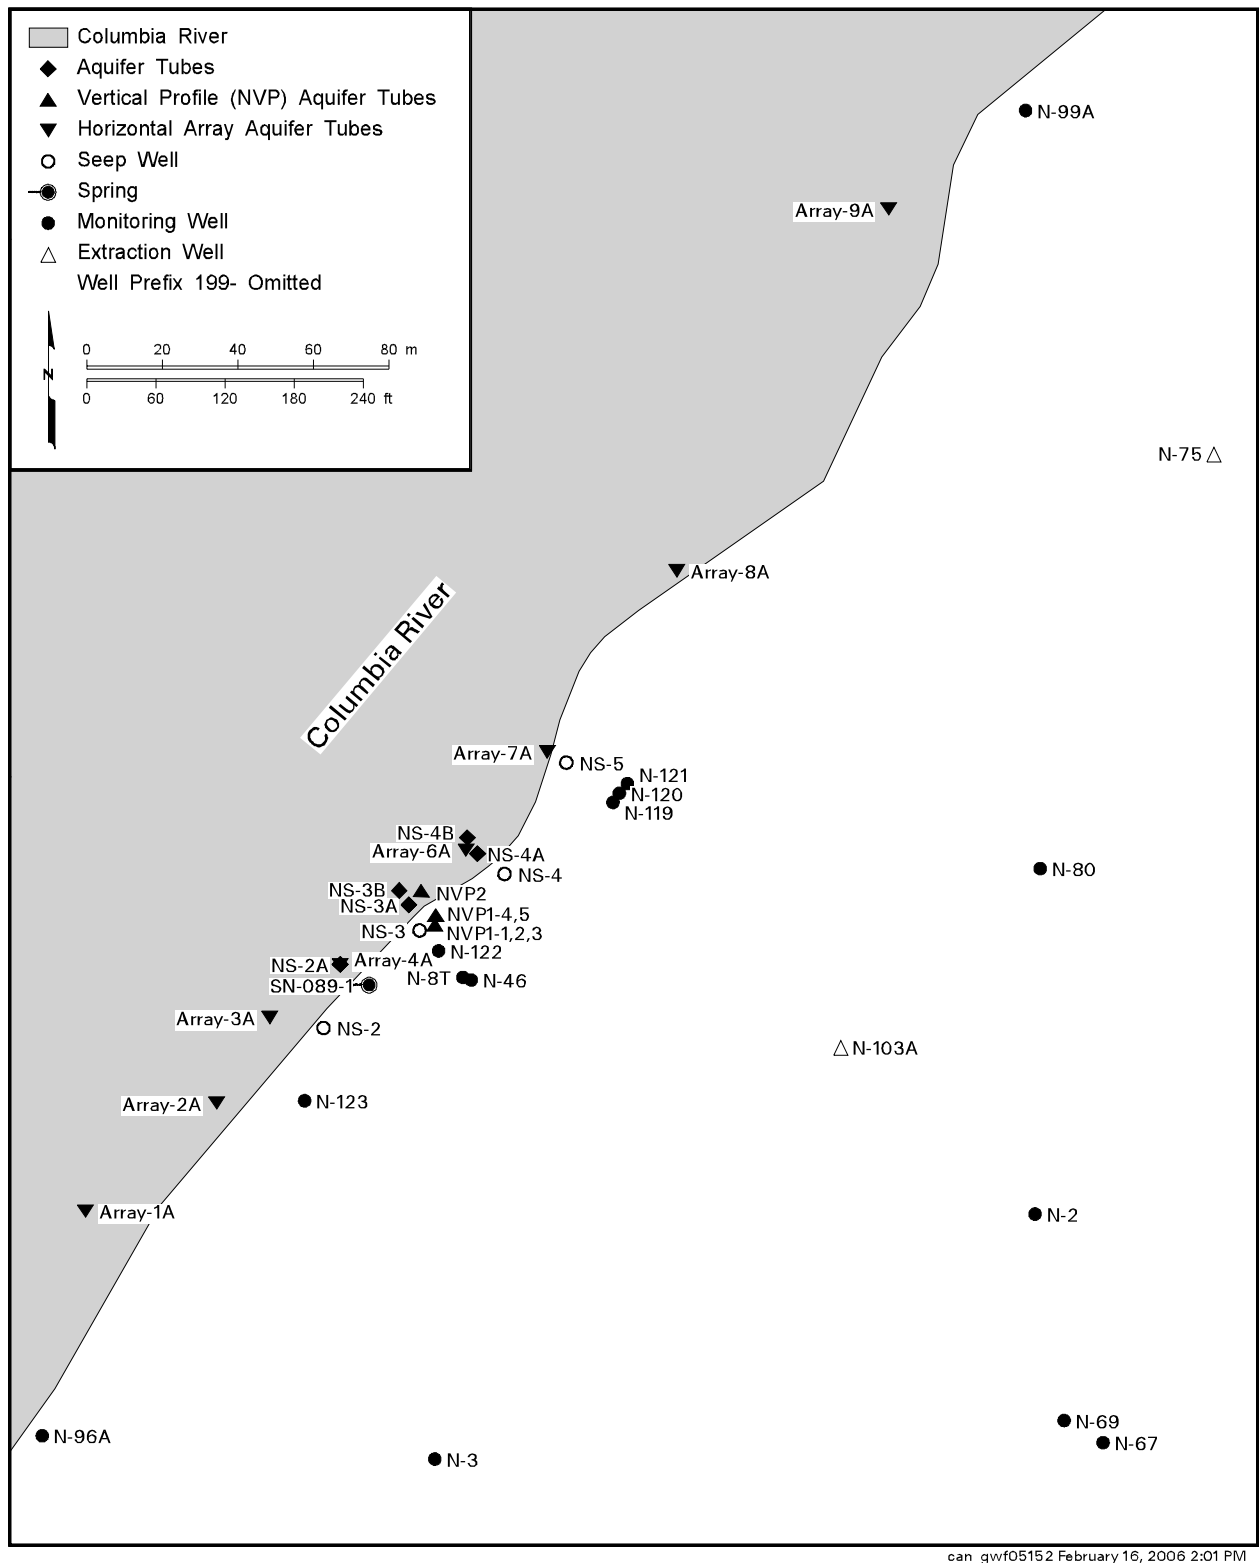 Columbia River
Aquifer Tubes
Vertical Profile (NVP) Aquifer Tubes
Horizontal Array Aquifer Tubes
Seep Well
Spring
Monitoring Well
Extraction Well
Well Prefix 199- Omitted
0 20 40 60 80 m
N
0 60 120 180 240 ft
N-99A
Array-9A
N-75
Array-8A
Columbia River
Array-7A
NS-5
N-121
N-120
N-119
NS-4B
Array-6A
NS-4A
NS-4
N-80
NS-3B
NVP2
NS-3A
NVP1-4,5
NS-3
NVP1-1,2,3
N-122
Array-4A
NS-2A
N-8T
N-46
SN-089-1
Array-3A
NS-2
N-103A
Array-2A
N-123
Array-1A
N-2
N-69
N-96A
N-67
N-3
can_gwf05152 February 16, 2006 2:01 PM